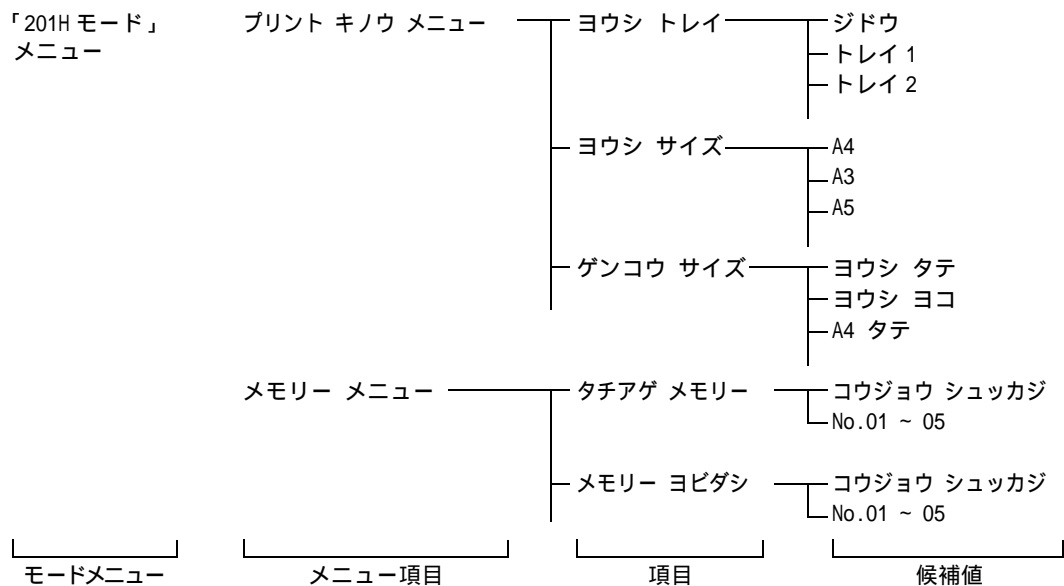 「201H モード」 プリント キノウ メニュー ヨウシ トレイ ジドウ
メニュー トレイ 1
トレイ 2
ヨウシ サイズ A4
A3
A5
ゲンコウ サイズ ヨウシ タテ
ヨウシ ヨコ
A4 タテ
メモリー メニュー タチアゲ メモリー コウジョウ シュッカジ
No.01 ~ 05
メモリー ヨビダシ コウジョウ シュッカジ
No.01 ~ 05
モードメニュー メニュー項目 項目 候補値